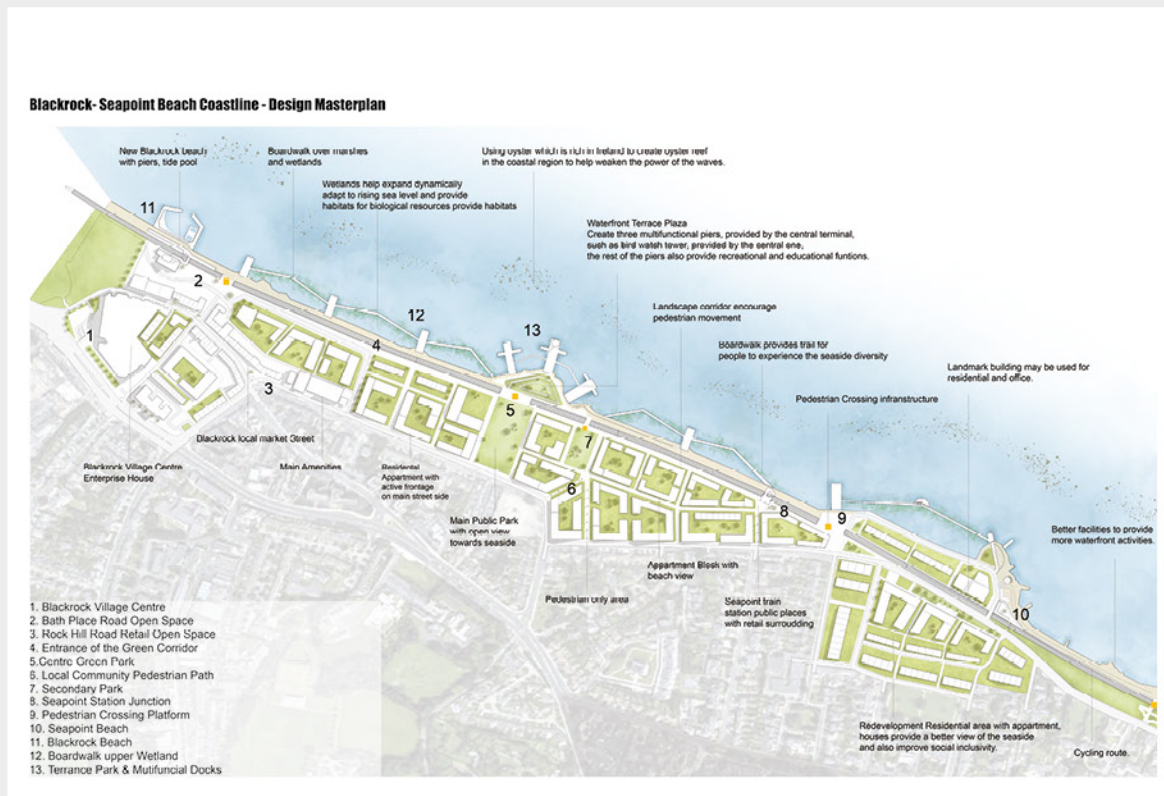 Blackrock- Seapoint Beach Coastline - Design Masterplan
New Blackrock beach
with piers, tide pool
Boardwalk over marshes
and wetlands
Using oyster which is rich in Ireland to create oyster reef
in the coastal region to help weaken the power of the waves.
Wetlands help expand dynamically
adapt to rising sea level and provide
habitats for biological resources provide habitats
Waterfront Terrace Plaza
Create three multifunctional piers, provided by the central terminal,
such as bird watch tower, provided by the sentral ene,
the rest of the piers also provide recreational and educational funtions.
Landscape corridor encourage
pedestrian movement
Boardwalk provides trail for
people to experience the seaside diversity
Landmark building may be used for
residential and office.
Pedestrian Crossing infranstructure
11
2
1
12
13
4
3
5
7
6
8
9
10
Blackrock local market Street
Blackrock Village Centre
Enterprise House
Main Amenities
Residental
Appartment with
active frontage
on main street side
Main Public Park
with open view
towards seaside
Appartment Block with
beach view
Pedestrian only area
Seapoint train
station public places
with retail surroudding
Better facilities to provide
more waterfront activities.
Redevelopment Residential area with appartment,
houses provide a better view of the seaside
and also improve social inclusivity.
Cycling route.
1. Blackrock Village Centre
2. Bath Place Road Open Space
3. Rock Hill Road Retail Open Space
4. Entrance of the Green Corridor
5.Centre Green Park
6. Local Community Pedestrian Path
7. Secondary Park
8. Seapoint Station Junction
9. Pedestrian Crossing Platform
10. Seapoint Beach
11. Blackrock Beach
12. Boardwalk upper Wetland
13. Terrance Park & Mutifuncial Docks